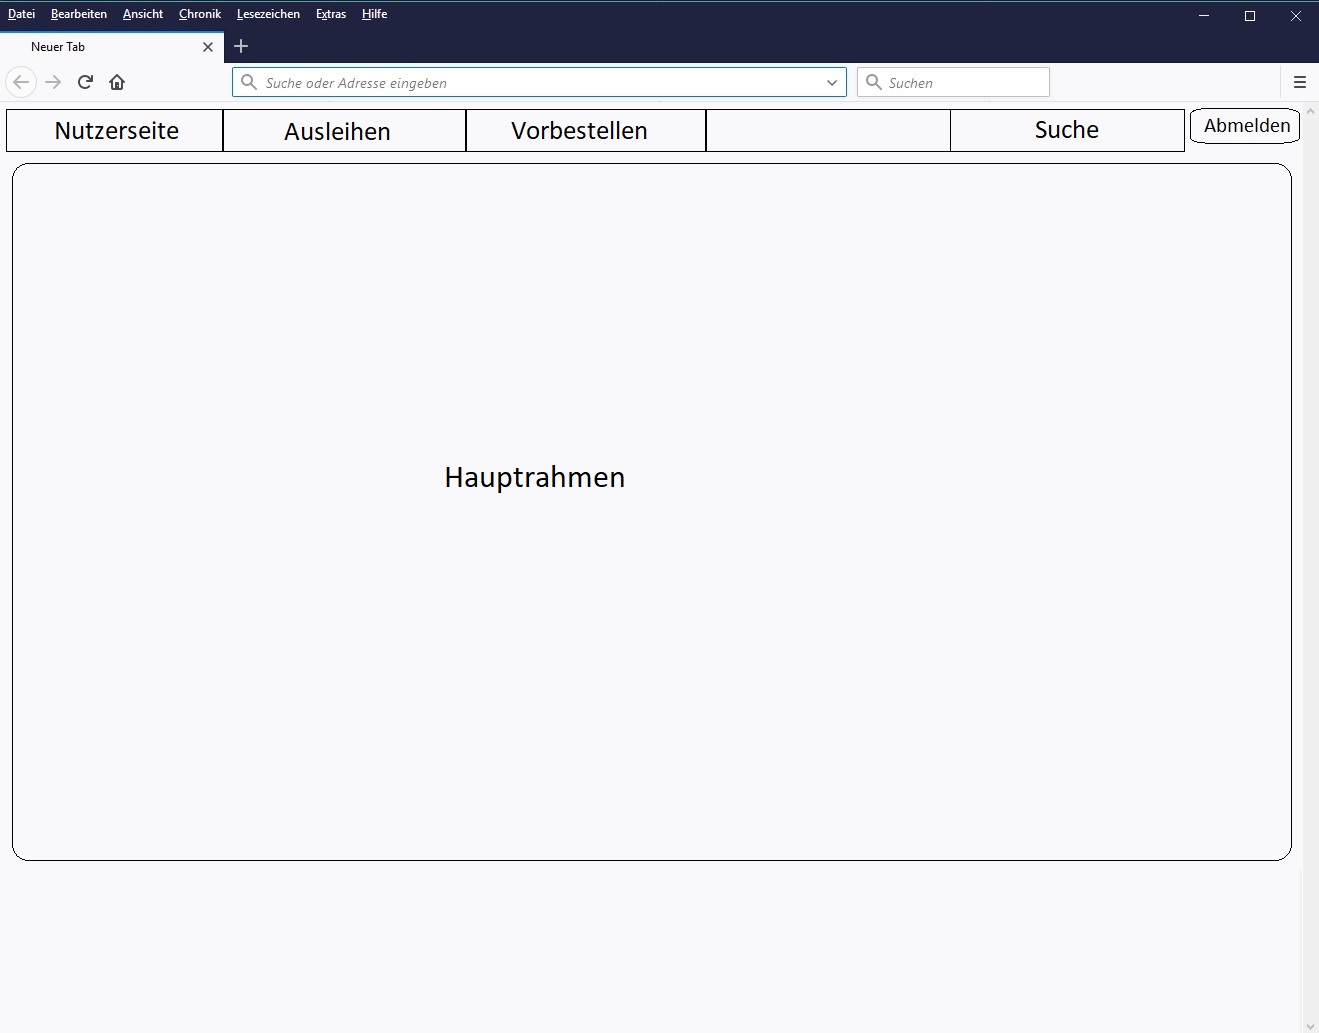 Datei Bearbeiten Ansicht Chronik Lesezeichen Extras Hilfe
Neuer Tab
Suche oder Adresse eingeben Suchen
Nutzerseite Ausleihen Vorbestellen Suche Abmelden
Hauptrahmen